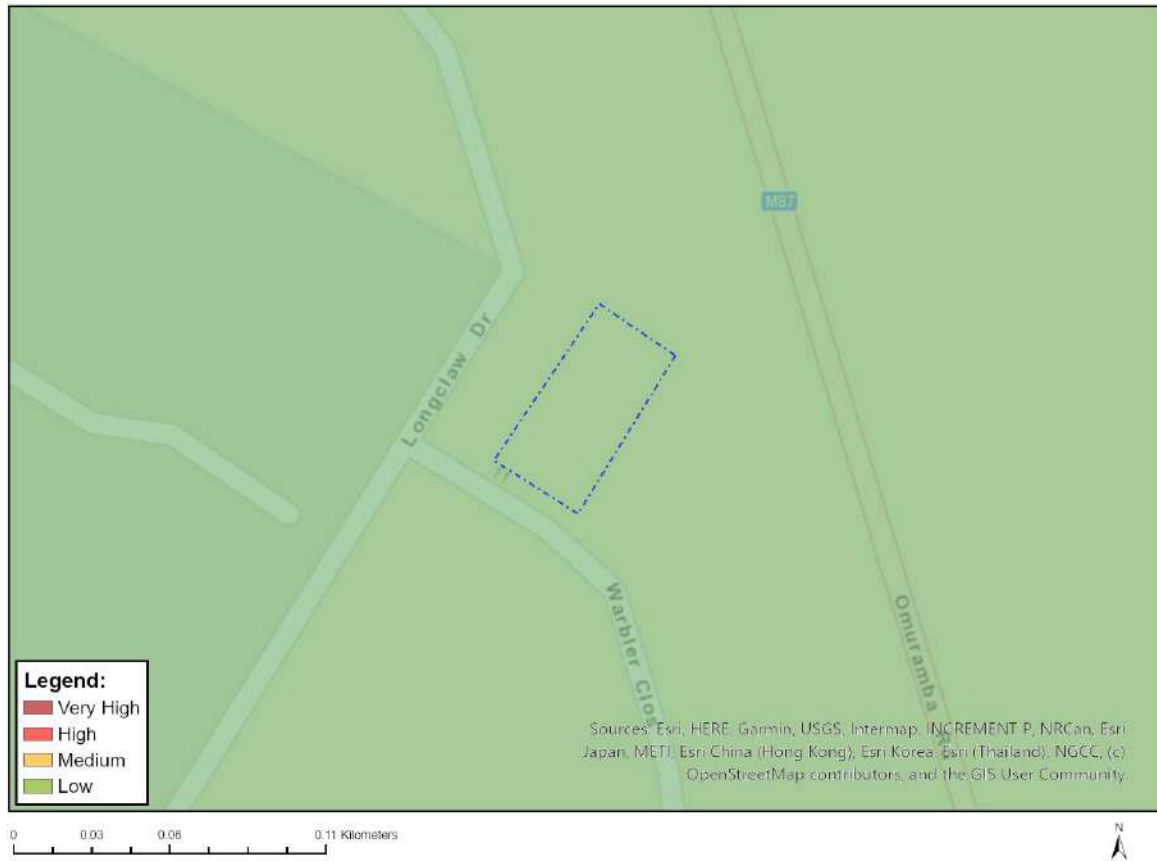 M87
Longclaw Dr
Warbler Clos
Omuramba
Legend:
Very High
High
Medium
Low
Sources: Esri, HERE, Garmin, USGS, Intermap, INCREMENT P, NRCan, Esri
Japan, METI, Esri China (Hong Kong), Esri Korea, Esri (Thailand), NGCC, (c)
OpenStreetMap contributors, and the GIS User Community
0 0.03 0.06 0.11 Kilometers
N